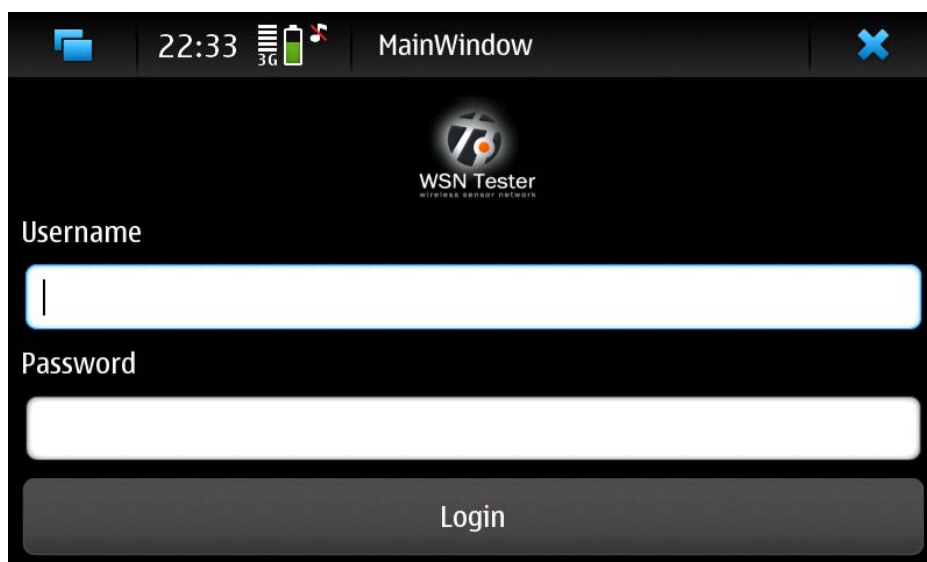 22:33 3G MainWindow
WSN Tester
wireless sensor network
Username
Password
Login